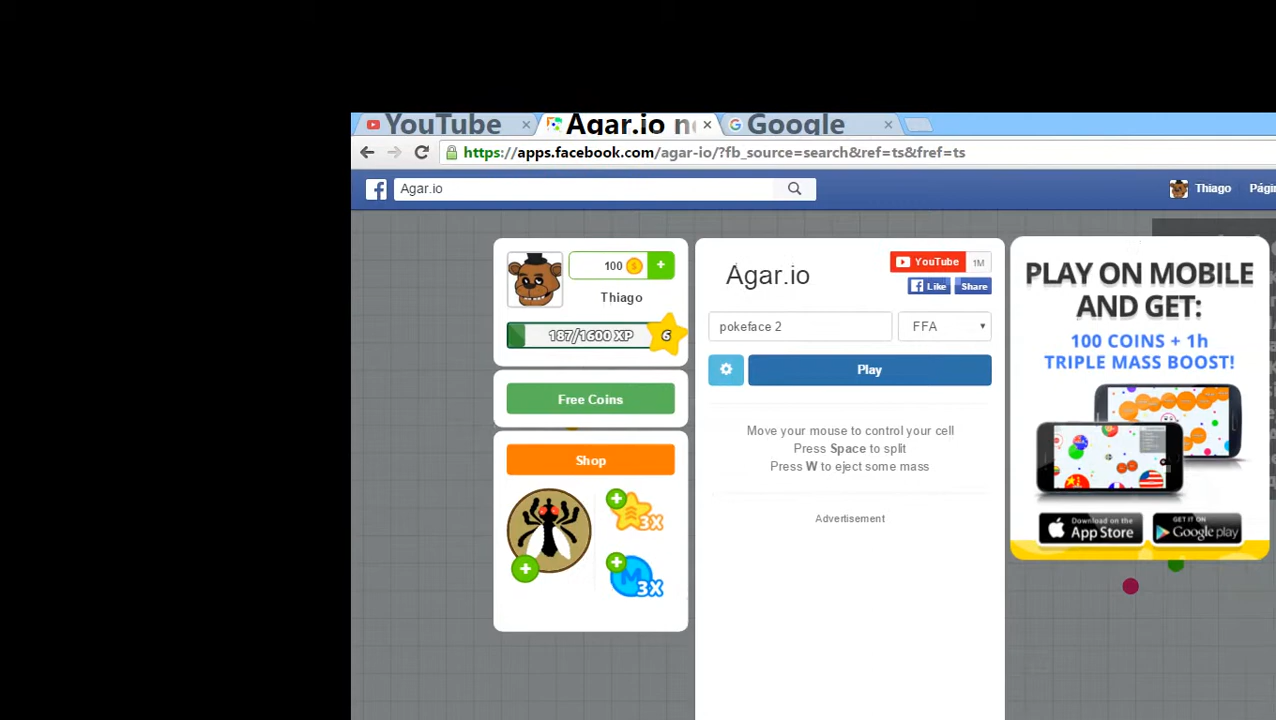 YouTube
Agar.io n
Google
https://apps.facebook.com/agar-io/?fb_source=search&ref=ts&fref=ts
Agar.io
Thiago
Págin
100
Thiago
187/1600 XP
6
Free Coins
Shop
3X
M
3X
Agar.io
YouTube
1M
Like
Share
pokeface 2
FFA
Play
Move your mouse to control your cell
Press Space to split
Press W to eject some mass
Advertisement
PLAY ON MOBILE
AND GET:
100 COINS + 1h
TRIPLE MASS BOOST!
Download on the
App Store
GET IT ON
Google play